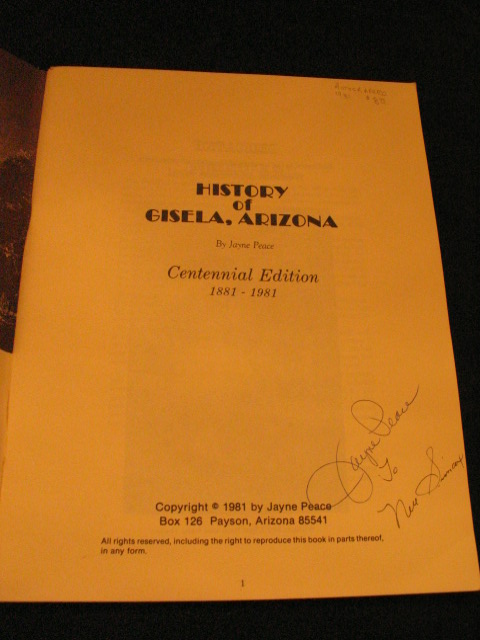 HISTORY
of
GISELA, ARIZONA
By Jayne Peace
Centennial Edition
1881 - 1981
Jayne Peace
To
Copyright © 1981 by Jayne Peace
Box 126 Payson, Arizona 85541
All rights reserved, including the right to reproduce this book in parts thereof,
in any form.
1